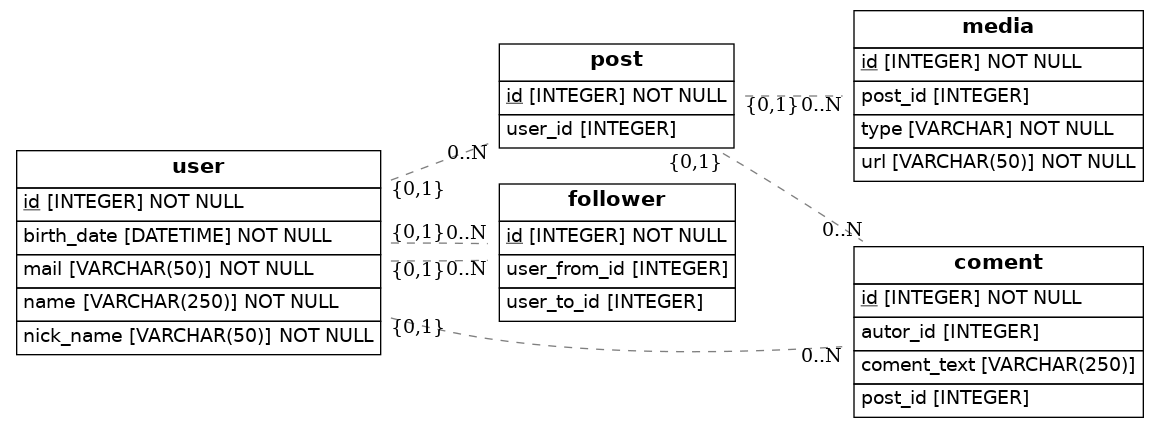 user
id [INTEGER] NOT NULL
birth_date [DATETIME] NOT NULL
mail [VARCHAR(50)] NOT NULL
name [VARCHAR(250)] NOT NULL
nick_name [VARCHAR(50)] NOT NULL
post
id [INTEGER] NOT NULL
user_id [INTEGER]
follower
id [INTEGER] NOT NULL
user_from_id [INTEGER]
user_to_id [INTEGER]
media
id [INTEGER] NOT NULL
post_id [INTEGER]
type [VARCHAR] NOT NULL
url [VARCHAR(50)] NOT NULL
coment
id [INTEGER] NOT NULL
autor_id [INTEGER]
coment_text [VARCHAR(250)]
post_id [INTEGER]
0..N
{0,1}
{0,1}
0..N
{0,1}
0..N
{0,1}
0..N
{0,1}
0..N
{0,1}
0..N